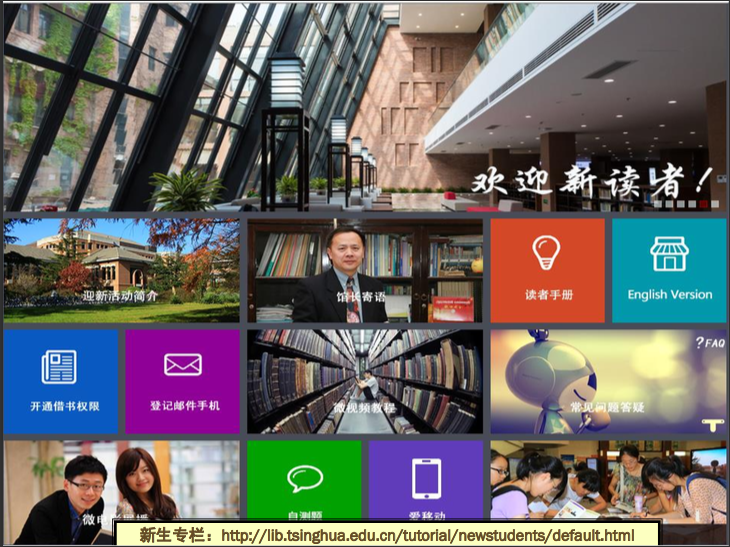 欢迎新读者！
迎新活动简介
馆长寄语
读者手册
English Version
开通借书权限
登记邮件手机
微视频教程
?FAQ
常见问题答疑
自测题
爱移动
新生专栏：http://lib.tsinghua.edu.cn/tutorial/newstudents/default.html